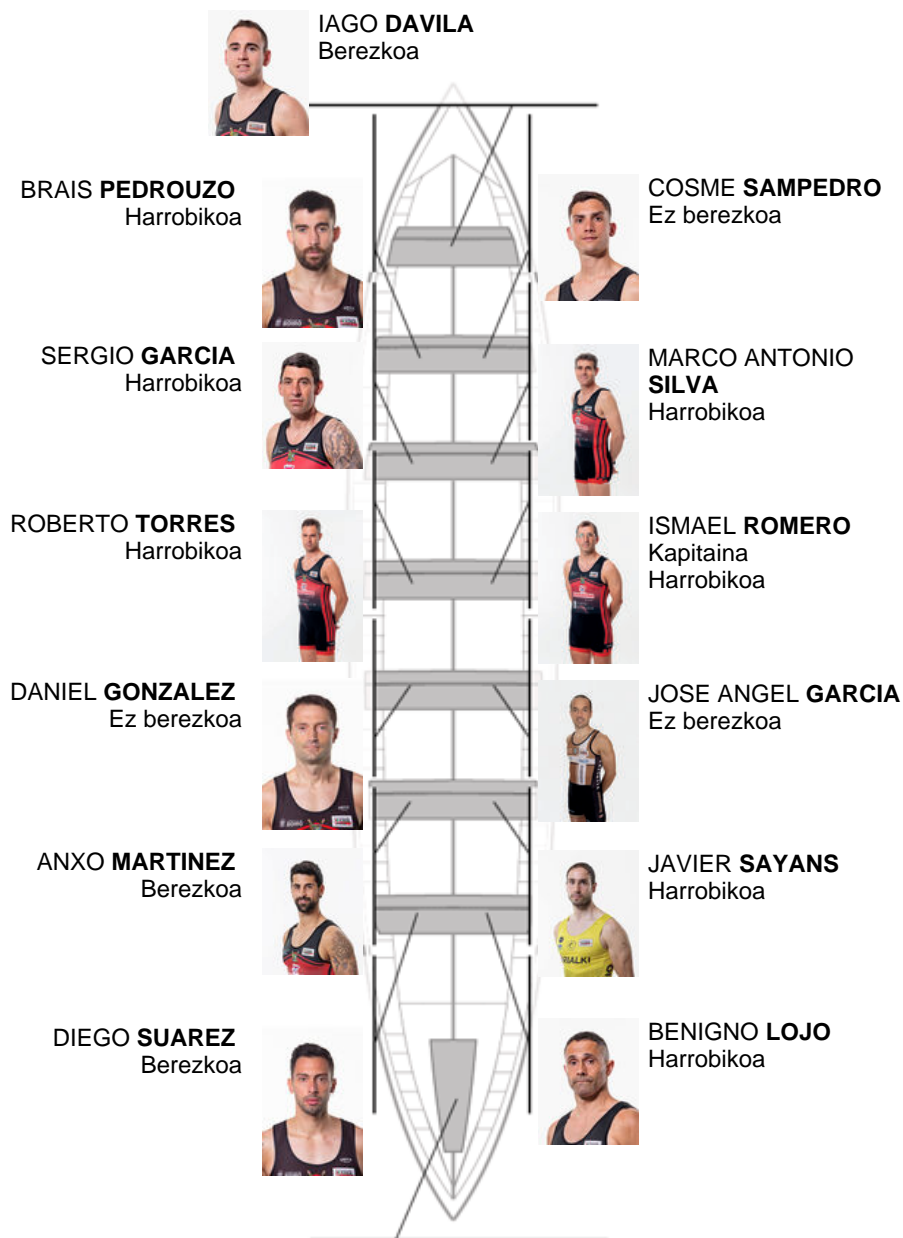 IAGO DAVILA
Berezkoa
BRAIS PEDROUZO
Harrobikoa
COSME SAMPEDRO
Ez berezkoa
SERGIO GARCIA
Harrobikoa
MARCO ANTONIO
SILVA
Harrobikoa
ROBERTO TORRES
Harrobikoa
ISMAEL ROMERO
Kapitaina
Harrobikoa
DANIEL GONZALEZ
Ez berezkoa
JOSE ANGEL GARCIA
Ez berezkoa
ANXO MARTINEZ
Berezkoa
JAVIER SAYANS
Harrobikoa
DIEGO SUAREZ
Berezkoa
BENIGNO LOJO
Harrobikoa